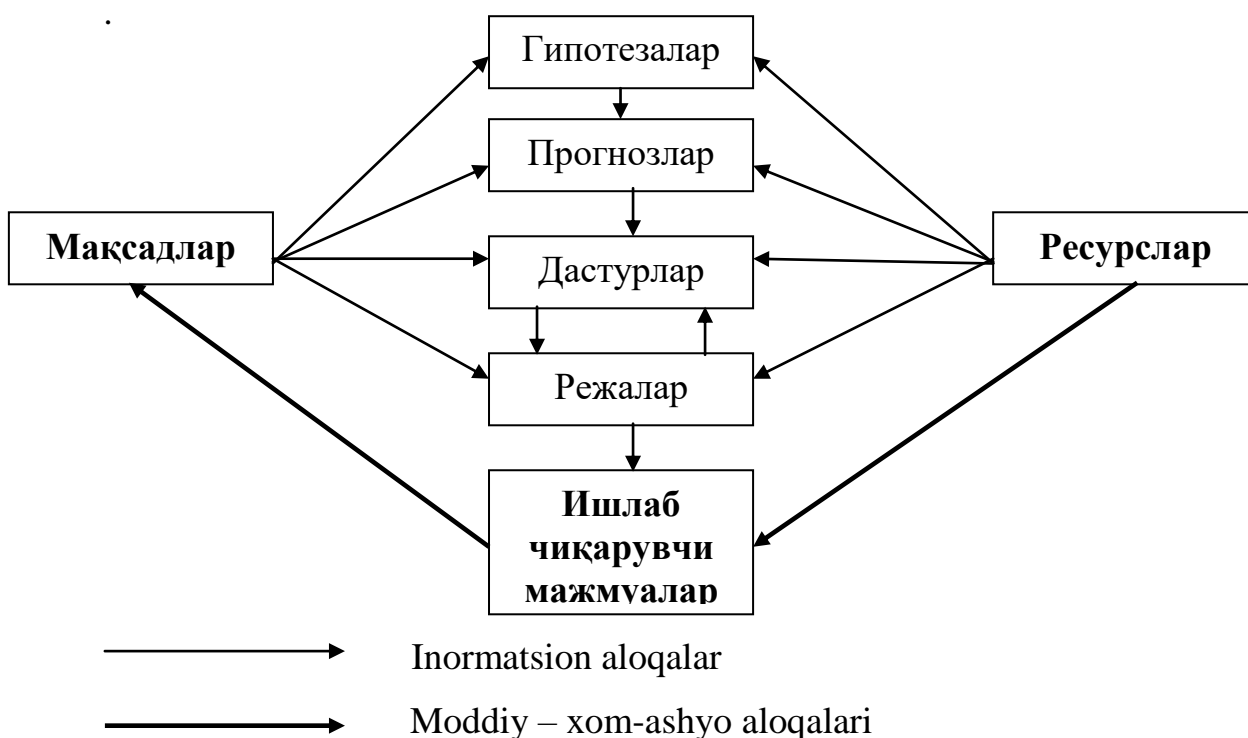 .
Гипотезалар
Прогнозлар
Мақсадлар
Ресурслар
Дастурлар
Режалар
Ишлаб
чиқарувчи
мажмуалар
Inormatsion aloqalar
Moddiy – xom-ashyo aloqalari